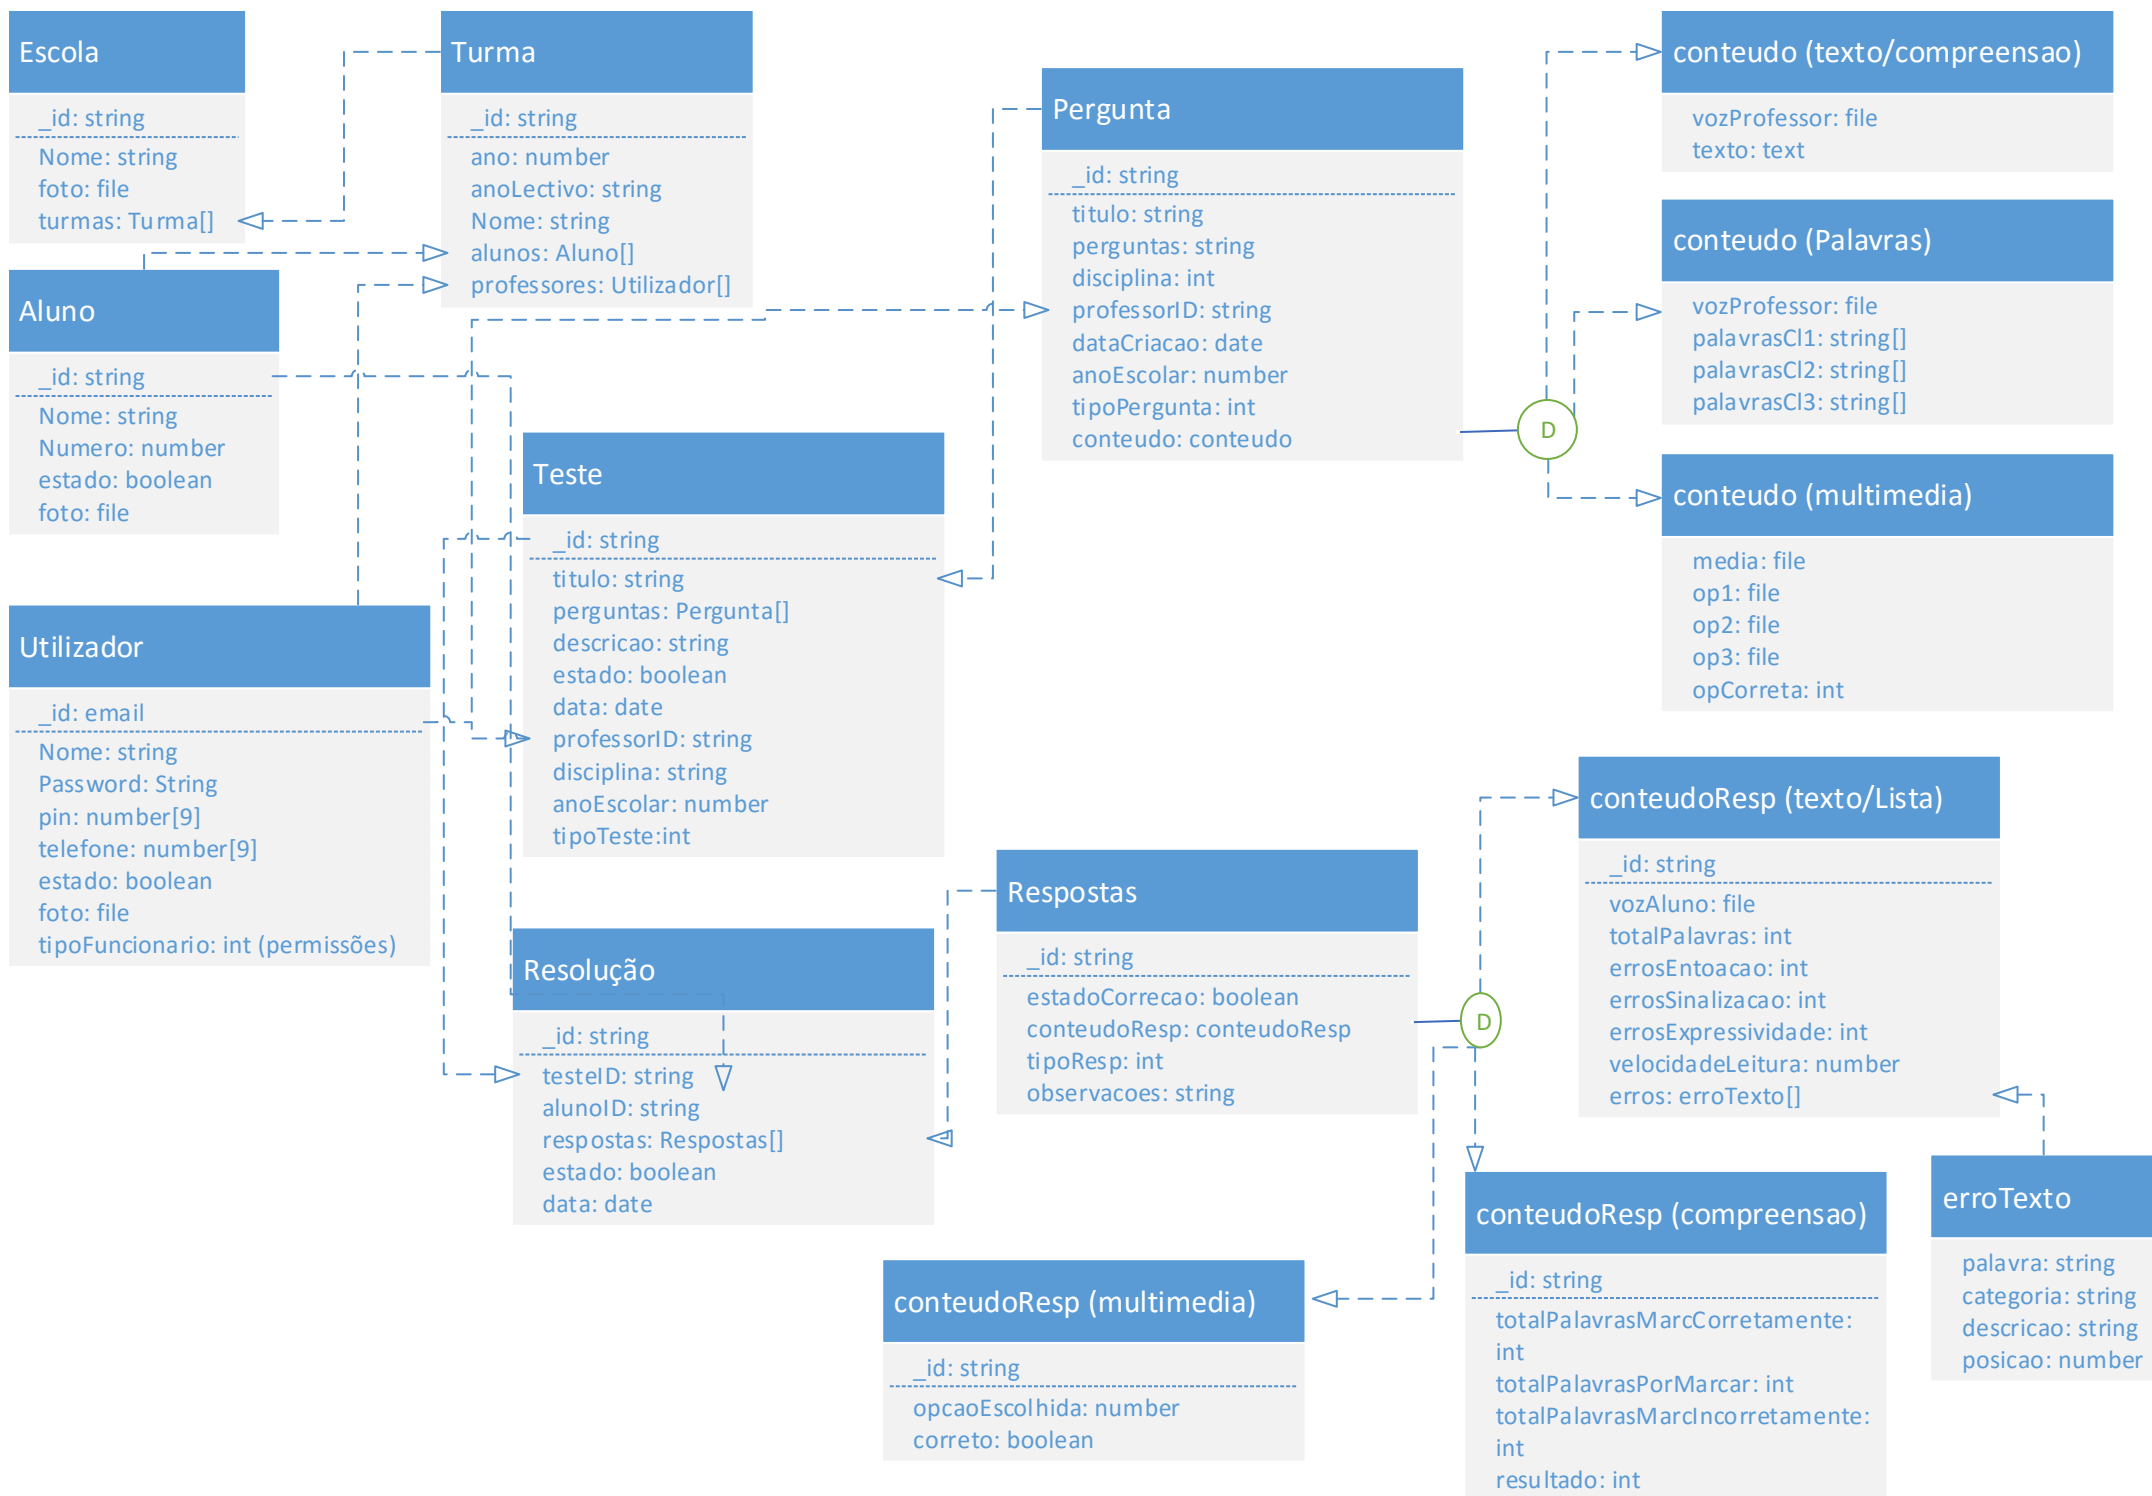 Escola
_id: string
Nome: string
foto: file
turmas: Turma[]
Turma
_id: string
ano: number
anoLectivo: string
Nome: string
alunos: Aluno[]
professores: Utilizador[]
Pergunta
_id: string
titulo: string
perguntas: string
disciplina: int
professorID: string
dataCriacao: date
anoEscolar: number
tipoPergunta: int
conteudo: conteudo
D
conteudo (texto/compreensao)
vozProfessor: file
texto: text
conteudo (Palavras)
vozProfessor: file
palavrasCl1: string[]
palavrasCl2: string[]
palavrasCl3: string[]
conteudo (multimedia)
media: file
op1: file
op2: file
op3: file
opCorreta: int
Aluno
_id: string
Nome: string
Numero: number
estado: boolean
foto: file
Teste
_id: string
titulo: string
perguntas: Pergunta[]
descricao: string
estado: boolean
data: date
professorID: string
disciplina: string
anoEscolar: number
tipoTeste:int
Utilizador
_id: email
Nome: string
Password: String
pin: number[9]
telefone: number[9]
estado: boolean
foto: file
tipoFuncionario: int (permissões)
Resolução
_id: string
testeID: string
alunoID: string
respostas: Respostas[]
estado: boolean
data: date
Respostas
_id: string
estadoCorrecao: boolean
conteudoResp: conteudoResp
tipoResp: int
observacoes: string
D
conteudoResp (texto/Lista)
_id: string
vozAluno: file
totalPalavras: int
errosEntoacao: int
errosSinalizacao: int
errosExpressividade: int
velocidadeLeitura: number
erros: erroTexto[]
erroTexto
palavra: string
categoria: string
descricao: string
posicao: number
conteudoResp (compreensao)
_id: string
totalPalavrasMarcCorretamente:
int
totalPalavrasPorMarcar: int
totalPalavrasMarcIncorretamente:
int
resultado: int
conteudoResp (multimedia)
_id: string
opcaoEscolhida: number
correto: boolean